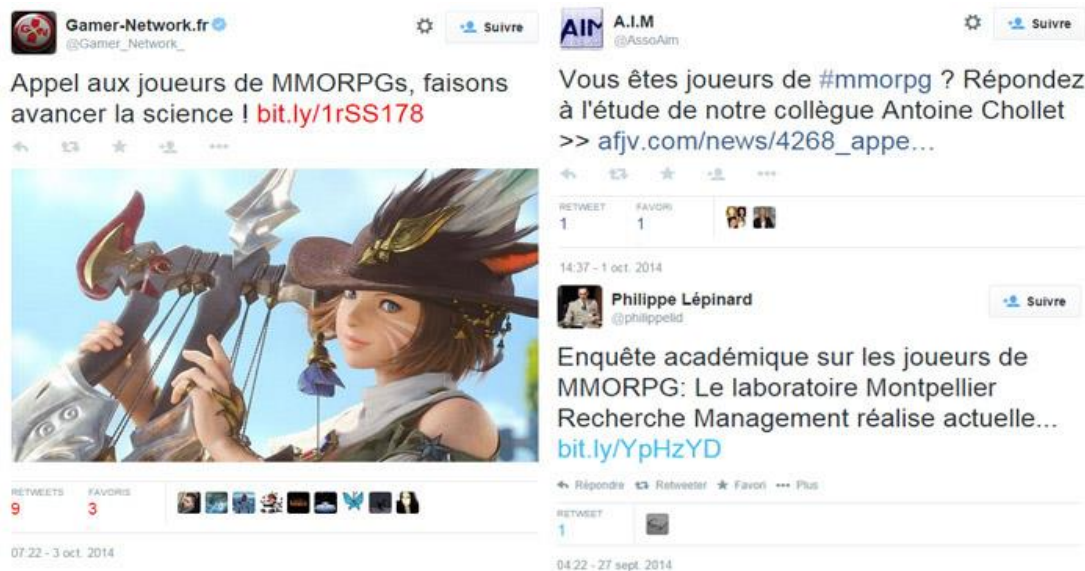 Gamer-Network.fr
@Gamer_Network_
Suivre
Appel aux joueurs de MMORPGs, faisons
avancer la science ! bit.ly/1rSS178
RETWEETS FAVORIS
9 3
07:22 - 3 oct. 2014
AIM
A.I.M
@AssoAim
Suivre
Vous êtes joueurs de #mmorpg ? Répondez
à l'étude de notre collègue Antoine Chollet
>> afjv.com/news/4268_appe...
RETWEET FAVORI
1 1
14:37 - 1 oct. 2014
Philippe Lépinard
@philippelid
Suivre
Enquête académique sur les joueurs de
MMORPG: Le laboratoire Montpellier
Recherche Management réalise actuelle...
bit.ly/YpHzYD
Répondre Retweeter Favori Plus
RETWEET
1
04:22 - 27 sept. 2014